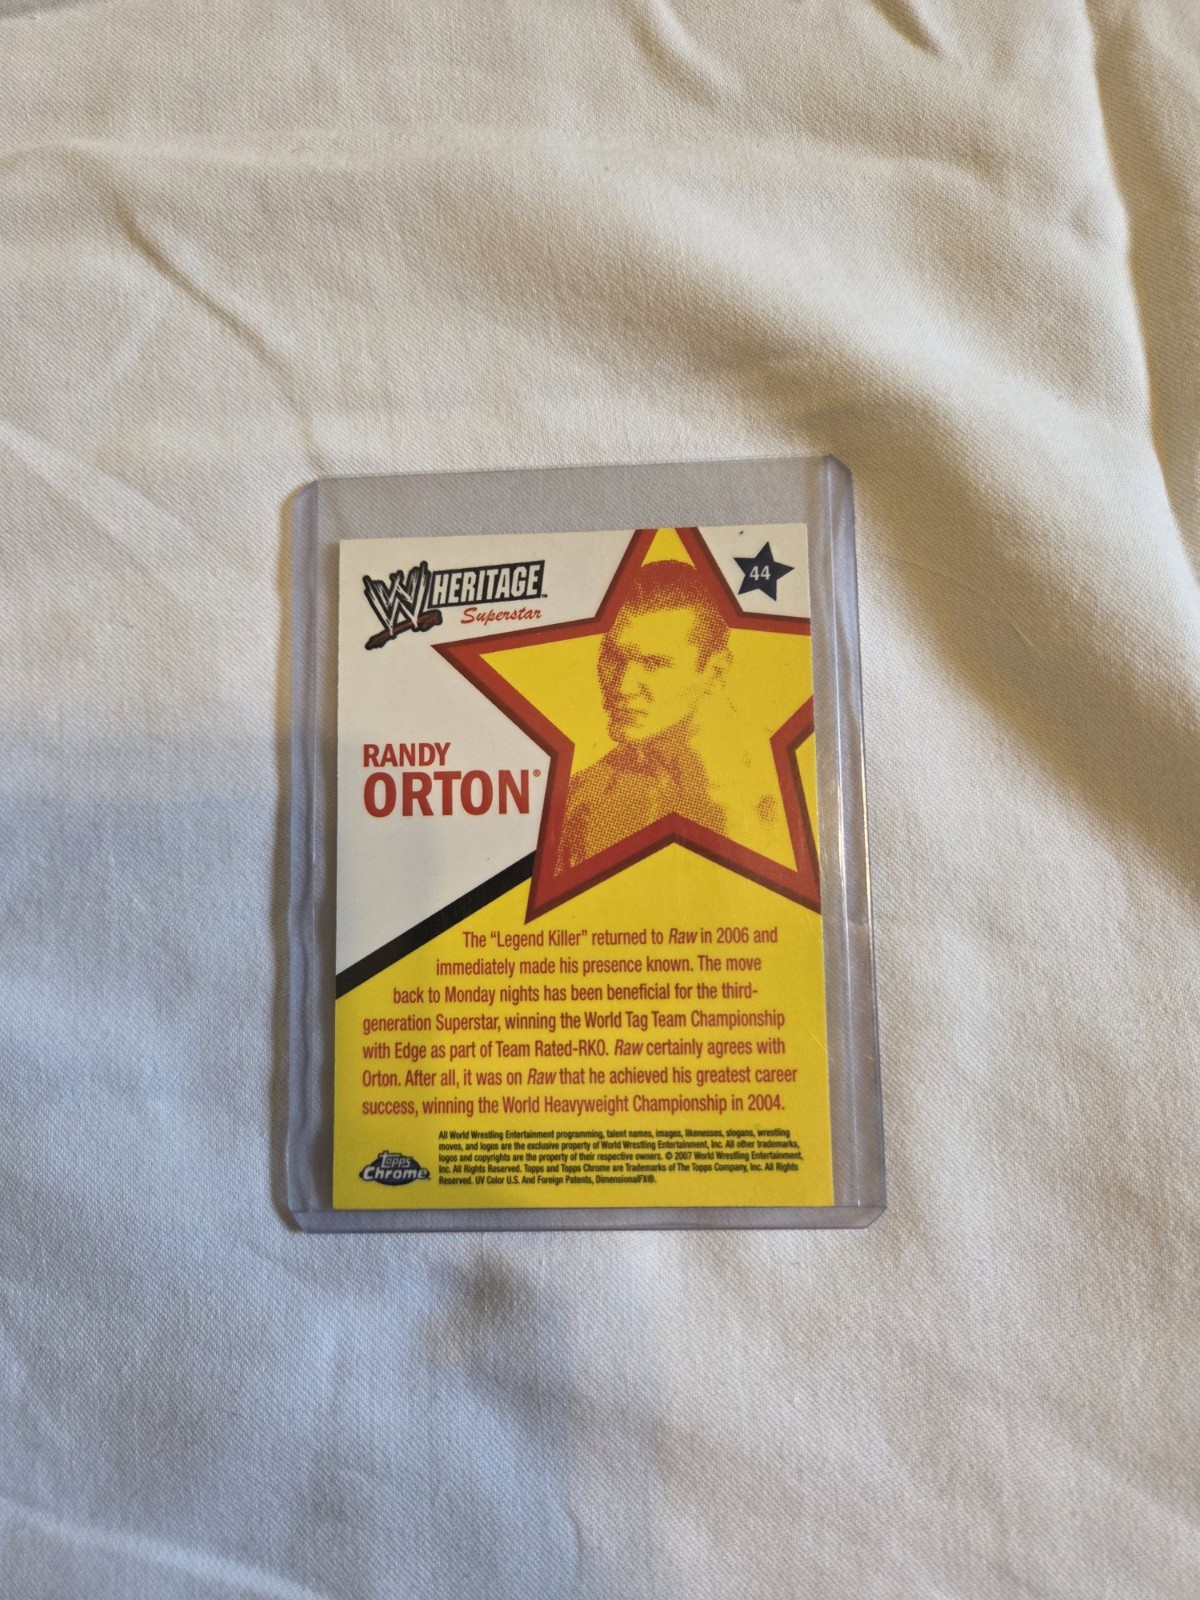 W HERITAGE™
Superstar
44
RANDY
ORTON®
The “Legend Killer” returned to Raw in 2006 and
immediately made his presence known. The move
back to Monday nights has been beneficial for the third-
generation Superstar, winning the World Tag Team Championship
with Edge as part of Team Rated-RKO. Raw certainly agrees with
Orton. After all, it was on Raw that he achieved his greatest career
success, winning the World Heavyweight Championship in 2004.
Topps
Chrome
All World Wrestling Entertainment programming, talent names, images, likenesses, slogans, wrestling
moves, and logos are the exclusive property of World Wrestling Entertainment, Inc. All other trademarks,
logos and copyrights are the property of their respective owners. © 2007 World Wrestling Entertainment,
Inc. All Rights Reserved. Topps and Topps Chrome are Trademarks of The Topps Company, Inc. All Rights
Reserved. UV Color U.S. And Foreign Patents, DimensionalFX®.